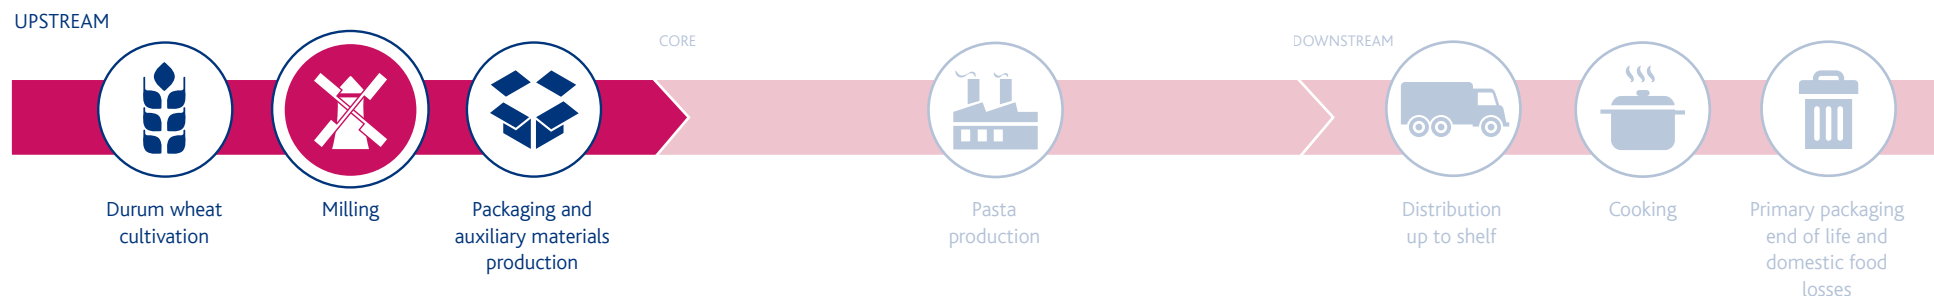 UPSTREAM
CORE
DOWNSTREAM
Durum wheat
cultivation
Milling
Packaging and
auxiliary materials
production
Pasta
production
Distribution
up to shelf
Cooking
Primary packaging
end of life and
domestic food
losses